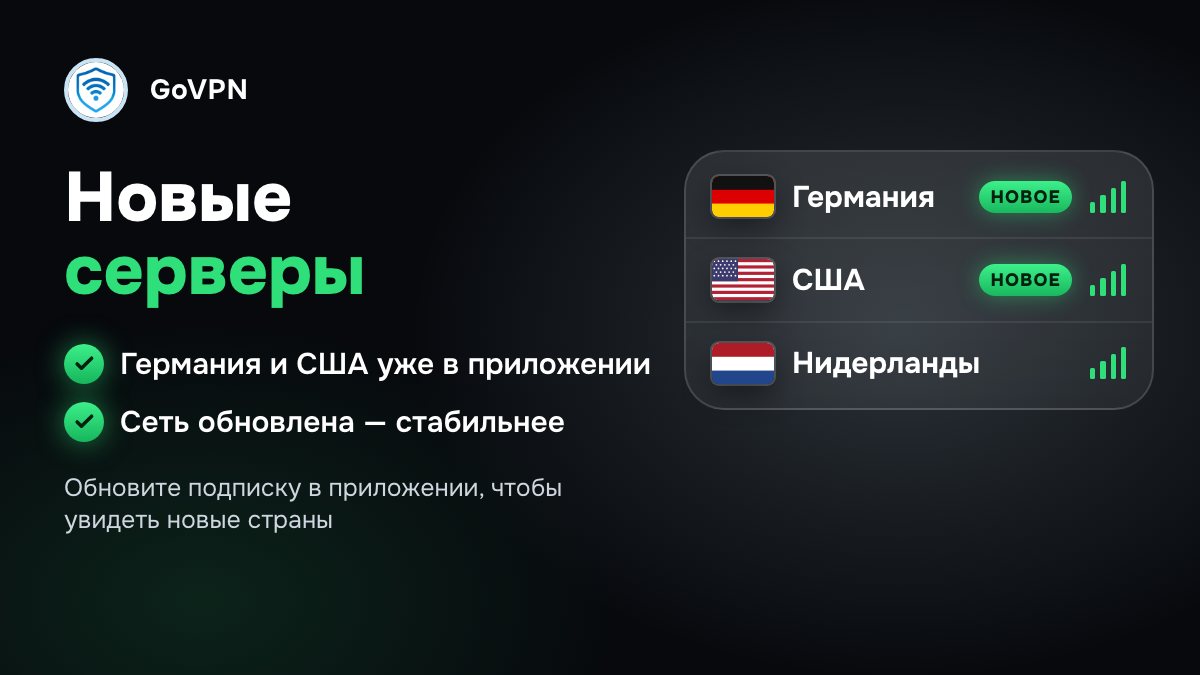 GoVPN
Новые
серверы
Германия и США уже в приложении
Сеть обновлена — стабильнее
Обновите подписку в приложении, чтобы
увидеть новые страны
Германия НОВОЕ
США НОВОЕ
Нидерланды